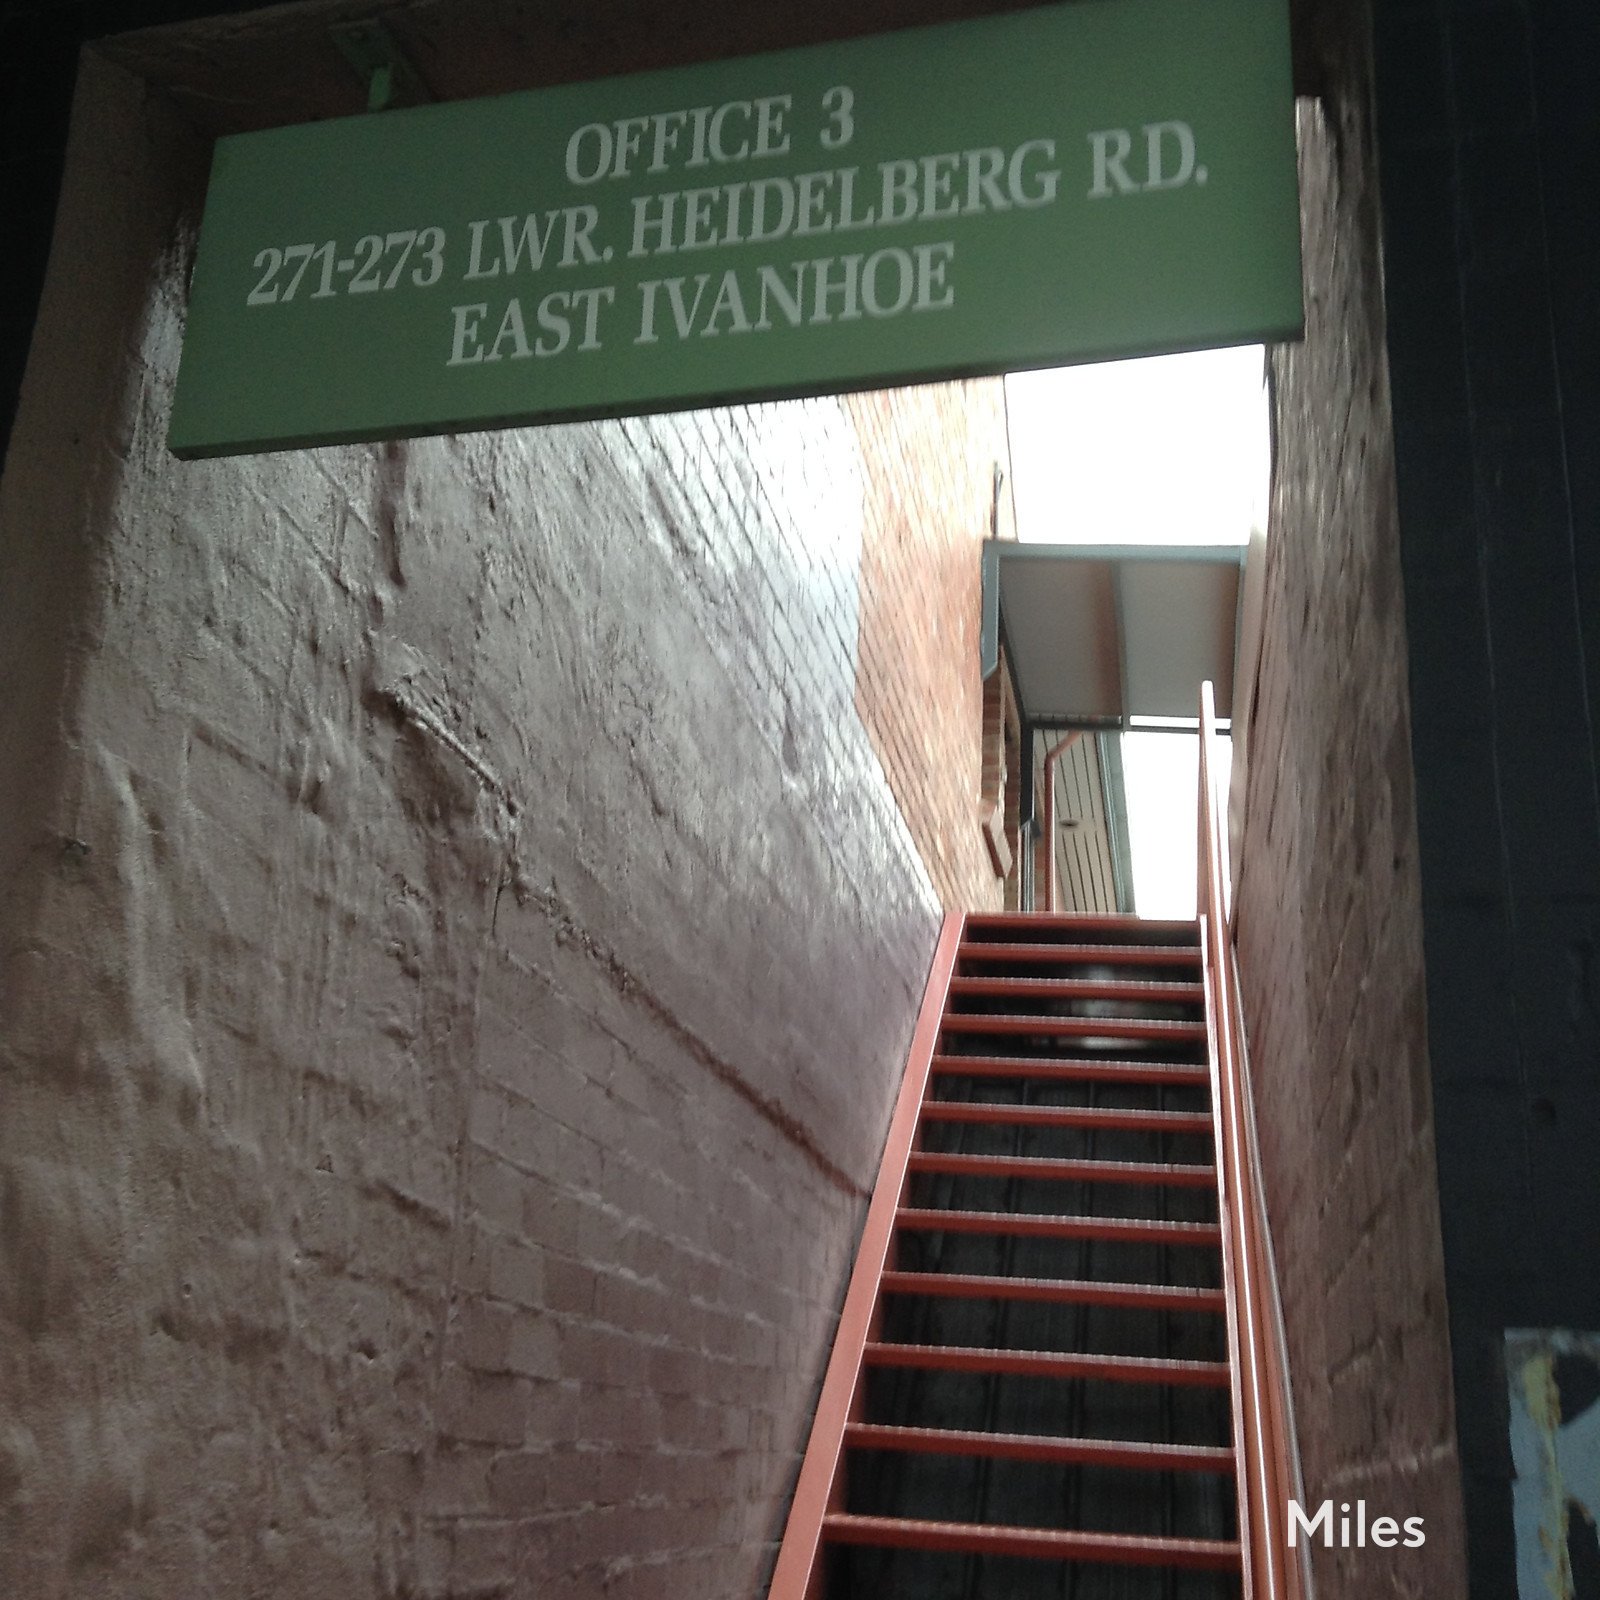 OFFICE 3
271-273 LWR. HEIDELBERG RD.
EAST IVANHOE
Miles